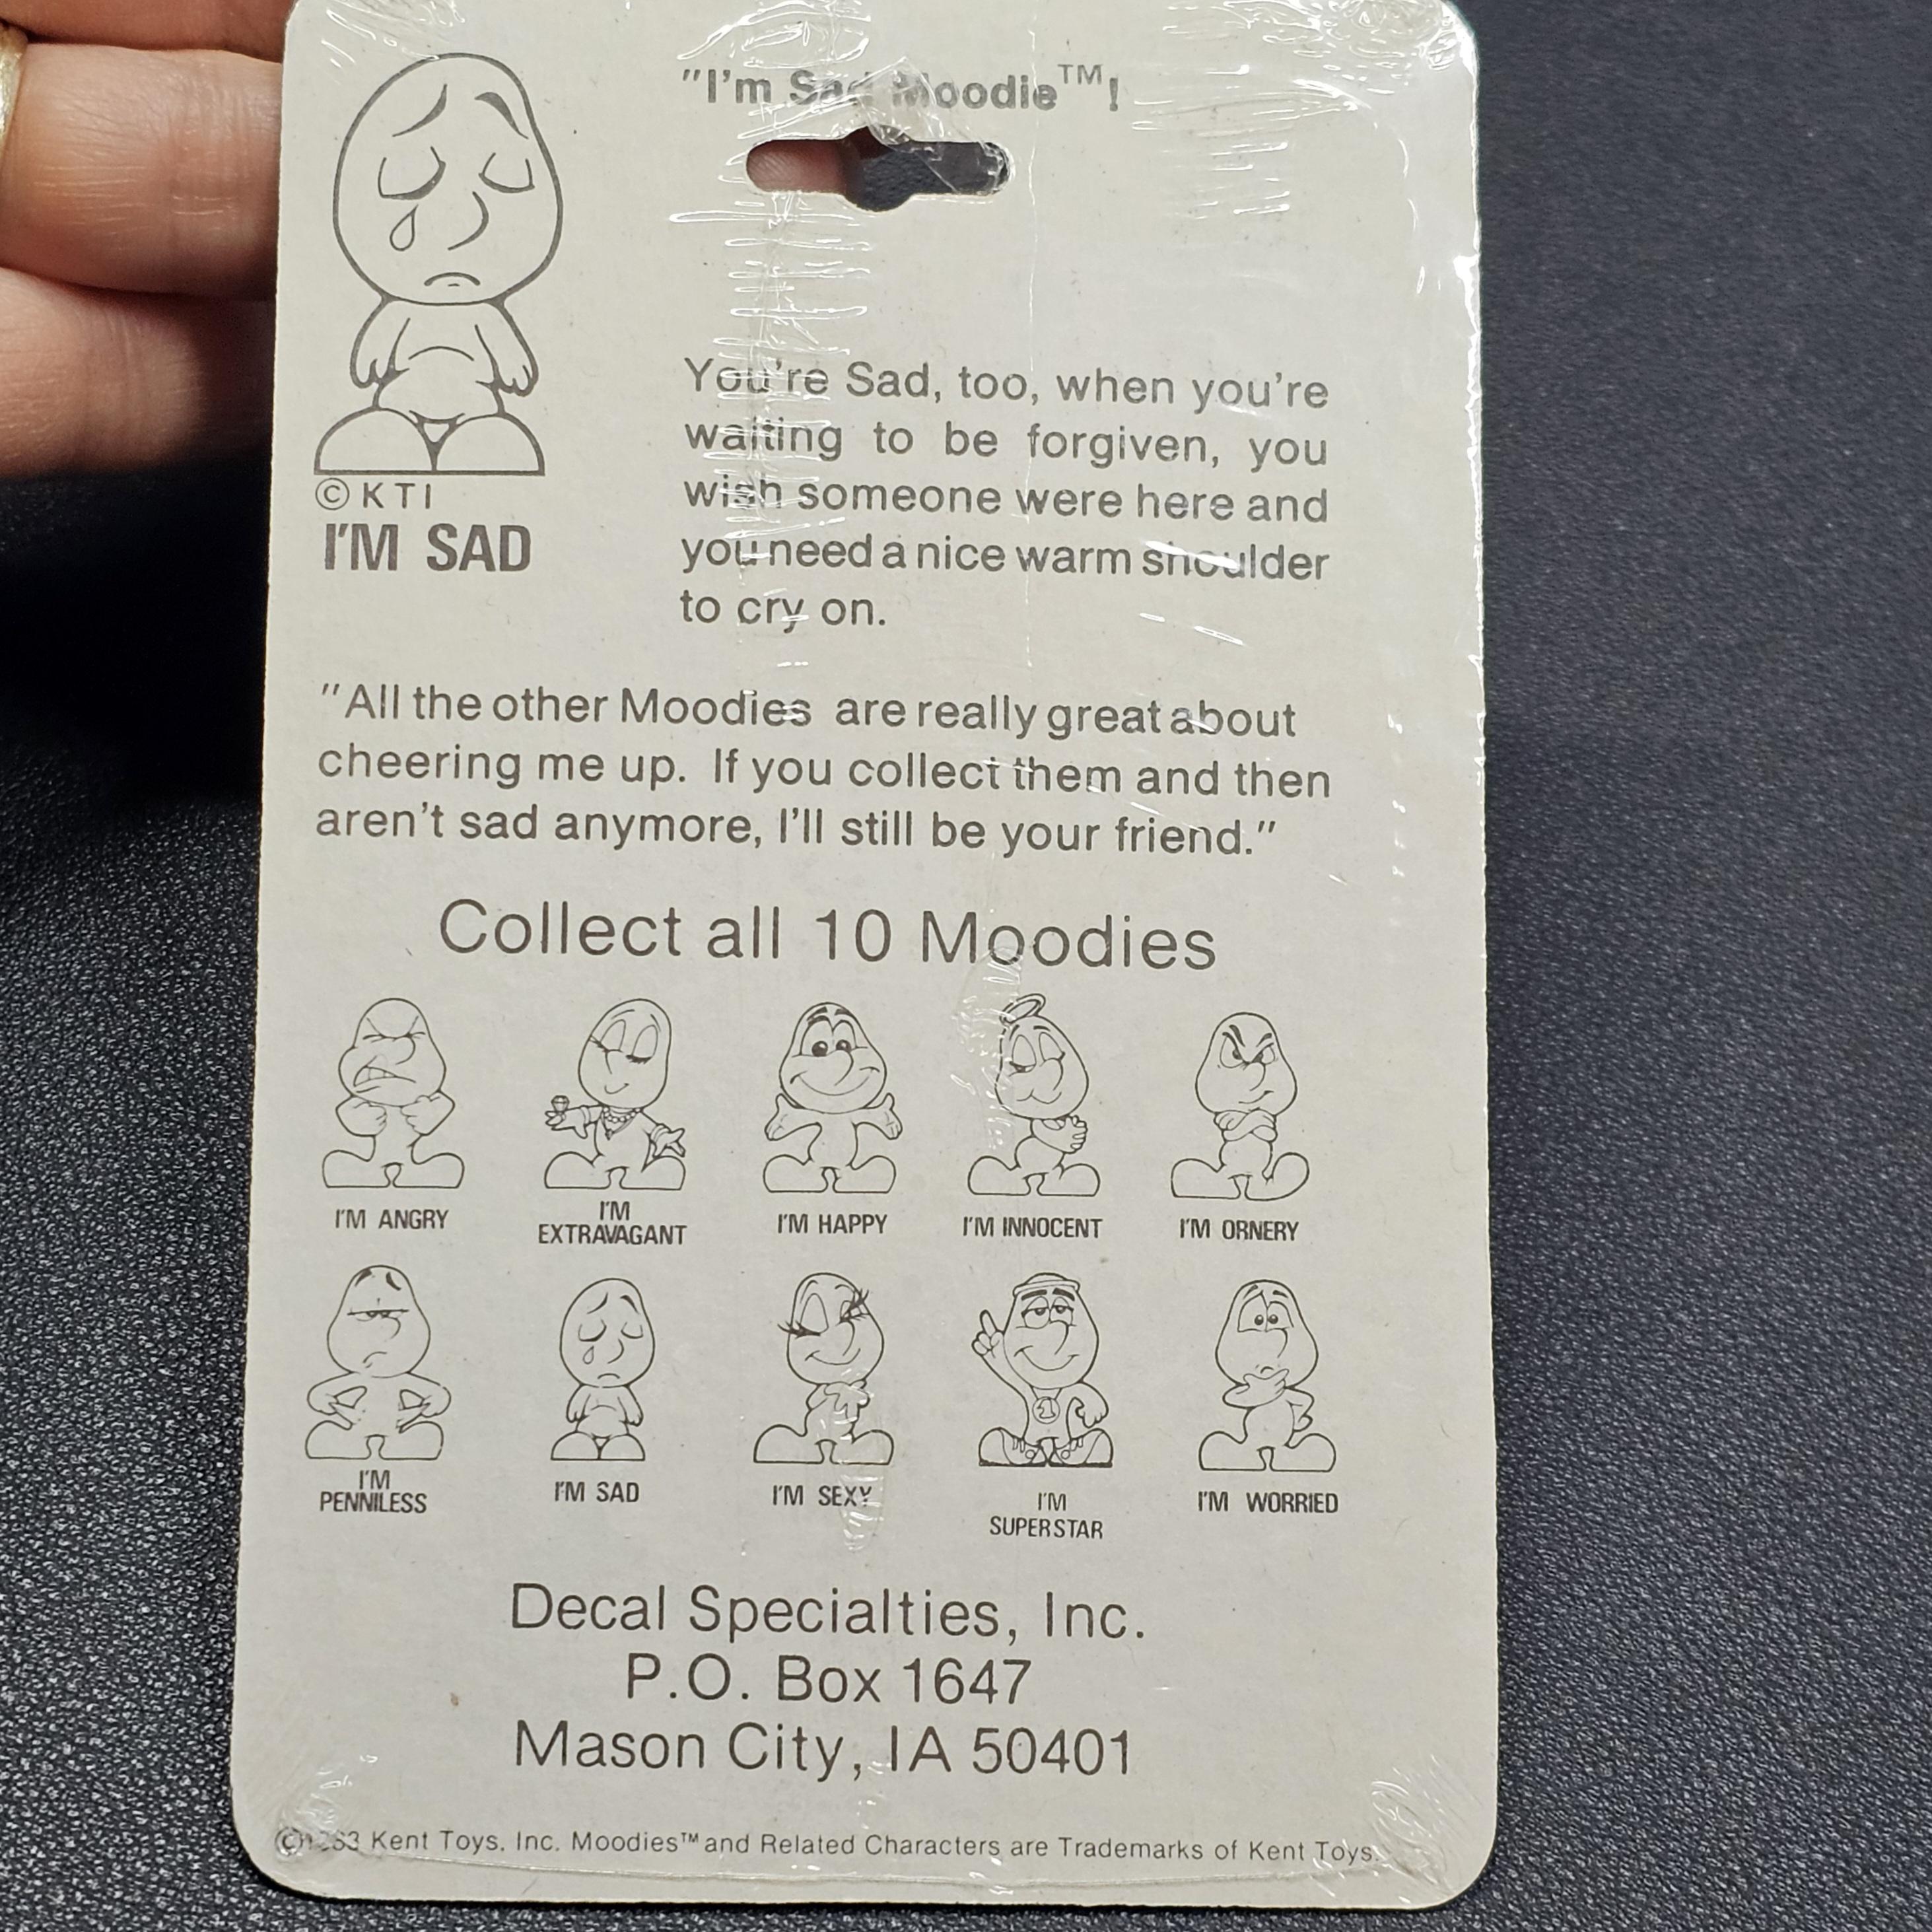 "I'm Sad Moodie™!
© KTI
I'M SAD
You're Sad, too, when you're
waiting to be forgiven, you
wish someone were here and
you need a nice warm shoulder
to cry on.
"All the other Moodies are really great about
cheering me up. If you collect them and then
aren't sad anymore, I'll still be your friend."
Collect all 10 Moodies
I'M ANGRY
I'M
EXTRAVAGANT
I'M HAPPY
I'M INNOCENT
I'M ORNERY
I'M
PENNILESS
I'M SAD
I'M SEXY
1
I'M
SUPERSTAR
I'M WORRIED
Decal Specialties, Inc.
P.O. Box 1647
Mason City, IA 50401
© Kent Toys, Inc. Moodies™ and Related Characters are Trademarks of Kent Toys.